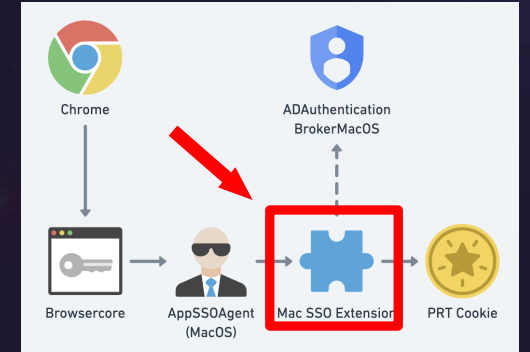 Chrome
ADAuthentication
BrokerMacOS
Browsercore
AppSSOAgent
(MacOS)
Mac SSO Extension
PRT Cookie